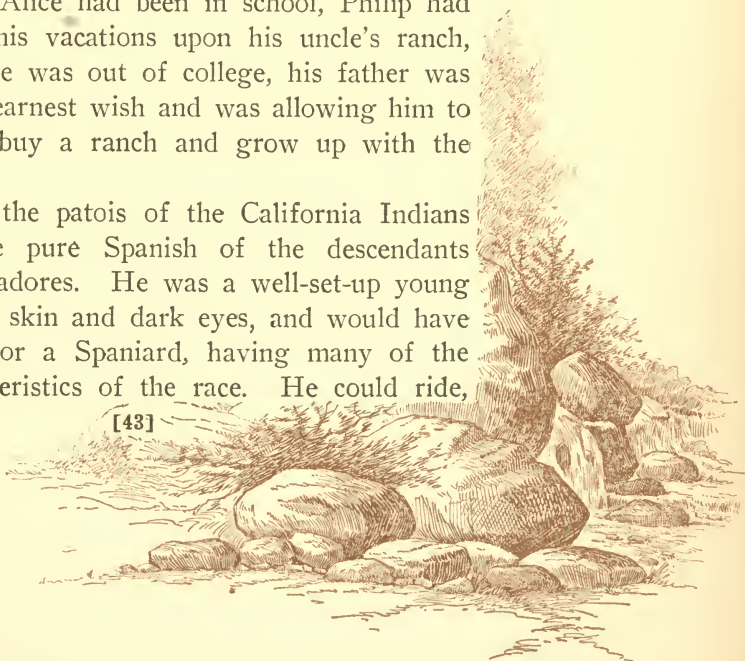 Alice had been in school, Philip had
his vacations upon his uncle's ranch,
e was out of college, his father was
earnest wish and was allowing him to
buy a ranch and grow up with the
the patois of the California Indians
e pure Spanish of the descendants
adores. He was a well-set-up young
skin and dark eyes, and would have
or a Spaniard, having many of the
eristics of the race. He could ride,
[43]